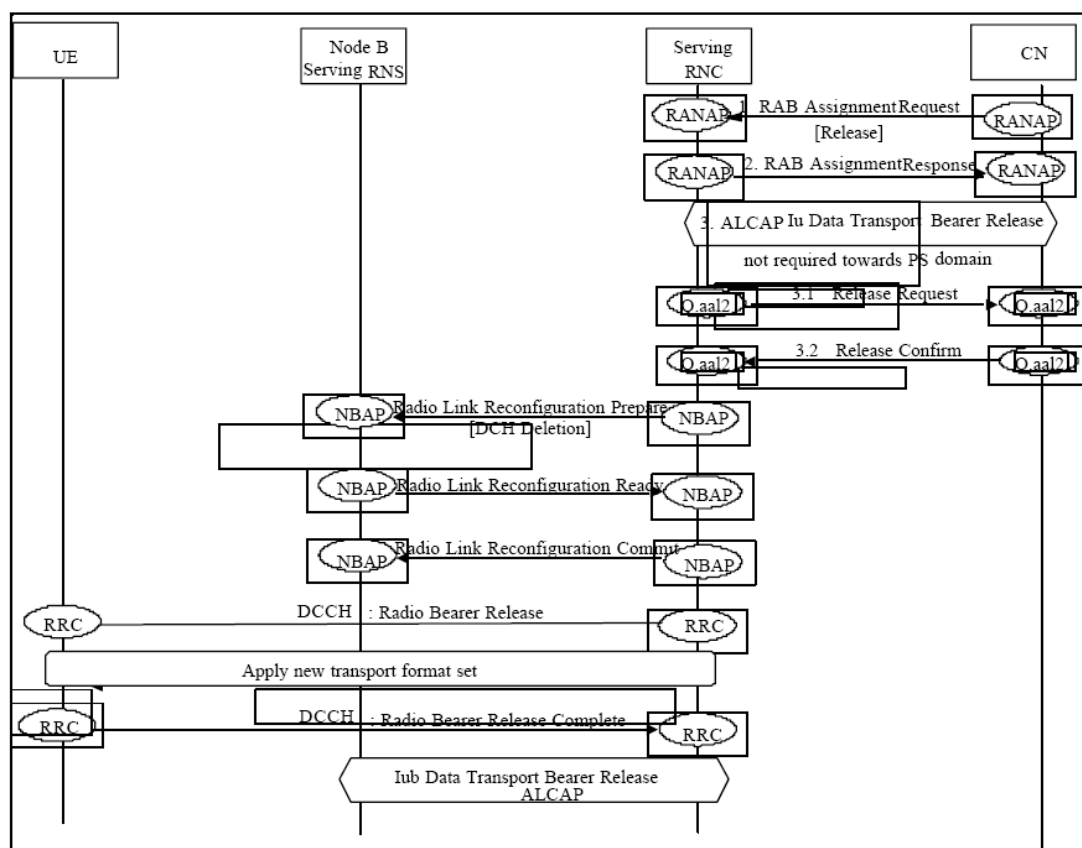 UE
Node B
Serving RNS
Serving
RNC
CN
1. RAB Assignment Request
RANAP
RANAP
[Release]
2. RAB Assignment Response
RANAP
RANAP
3. ALCAP Iu Data Transport Bearer Release
not required towards PS domain
3.1 Release Request
Q.aal2
Q.aal2
3.2 Release Confirm
Q.aal2
Q.aal2
Radio Link Reconfiguration Prepare
NBAP
NBAP
[DCH Deletion]
Radio Link Reconfiguration Ready
NBAP
NBAP
Radio Link Reconfiguration Commit
NBAP
NBAP
DCCH : Radio Bearer Release
RRC
RRC
Apply new transport format set
DCCH : Radio Bearer Release Complete
RRC
RRC
Iub Data Transport Bearer Release
ALCAP